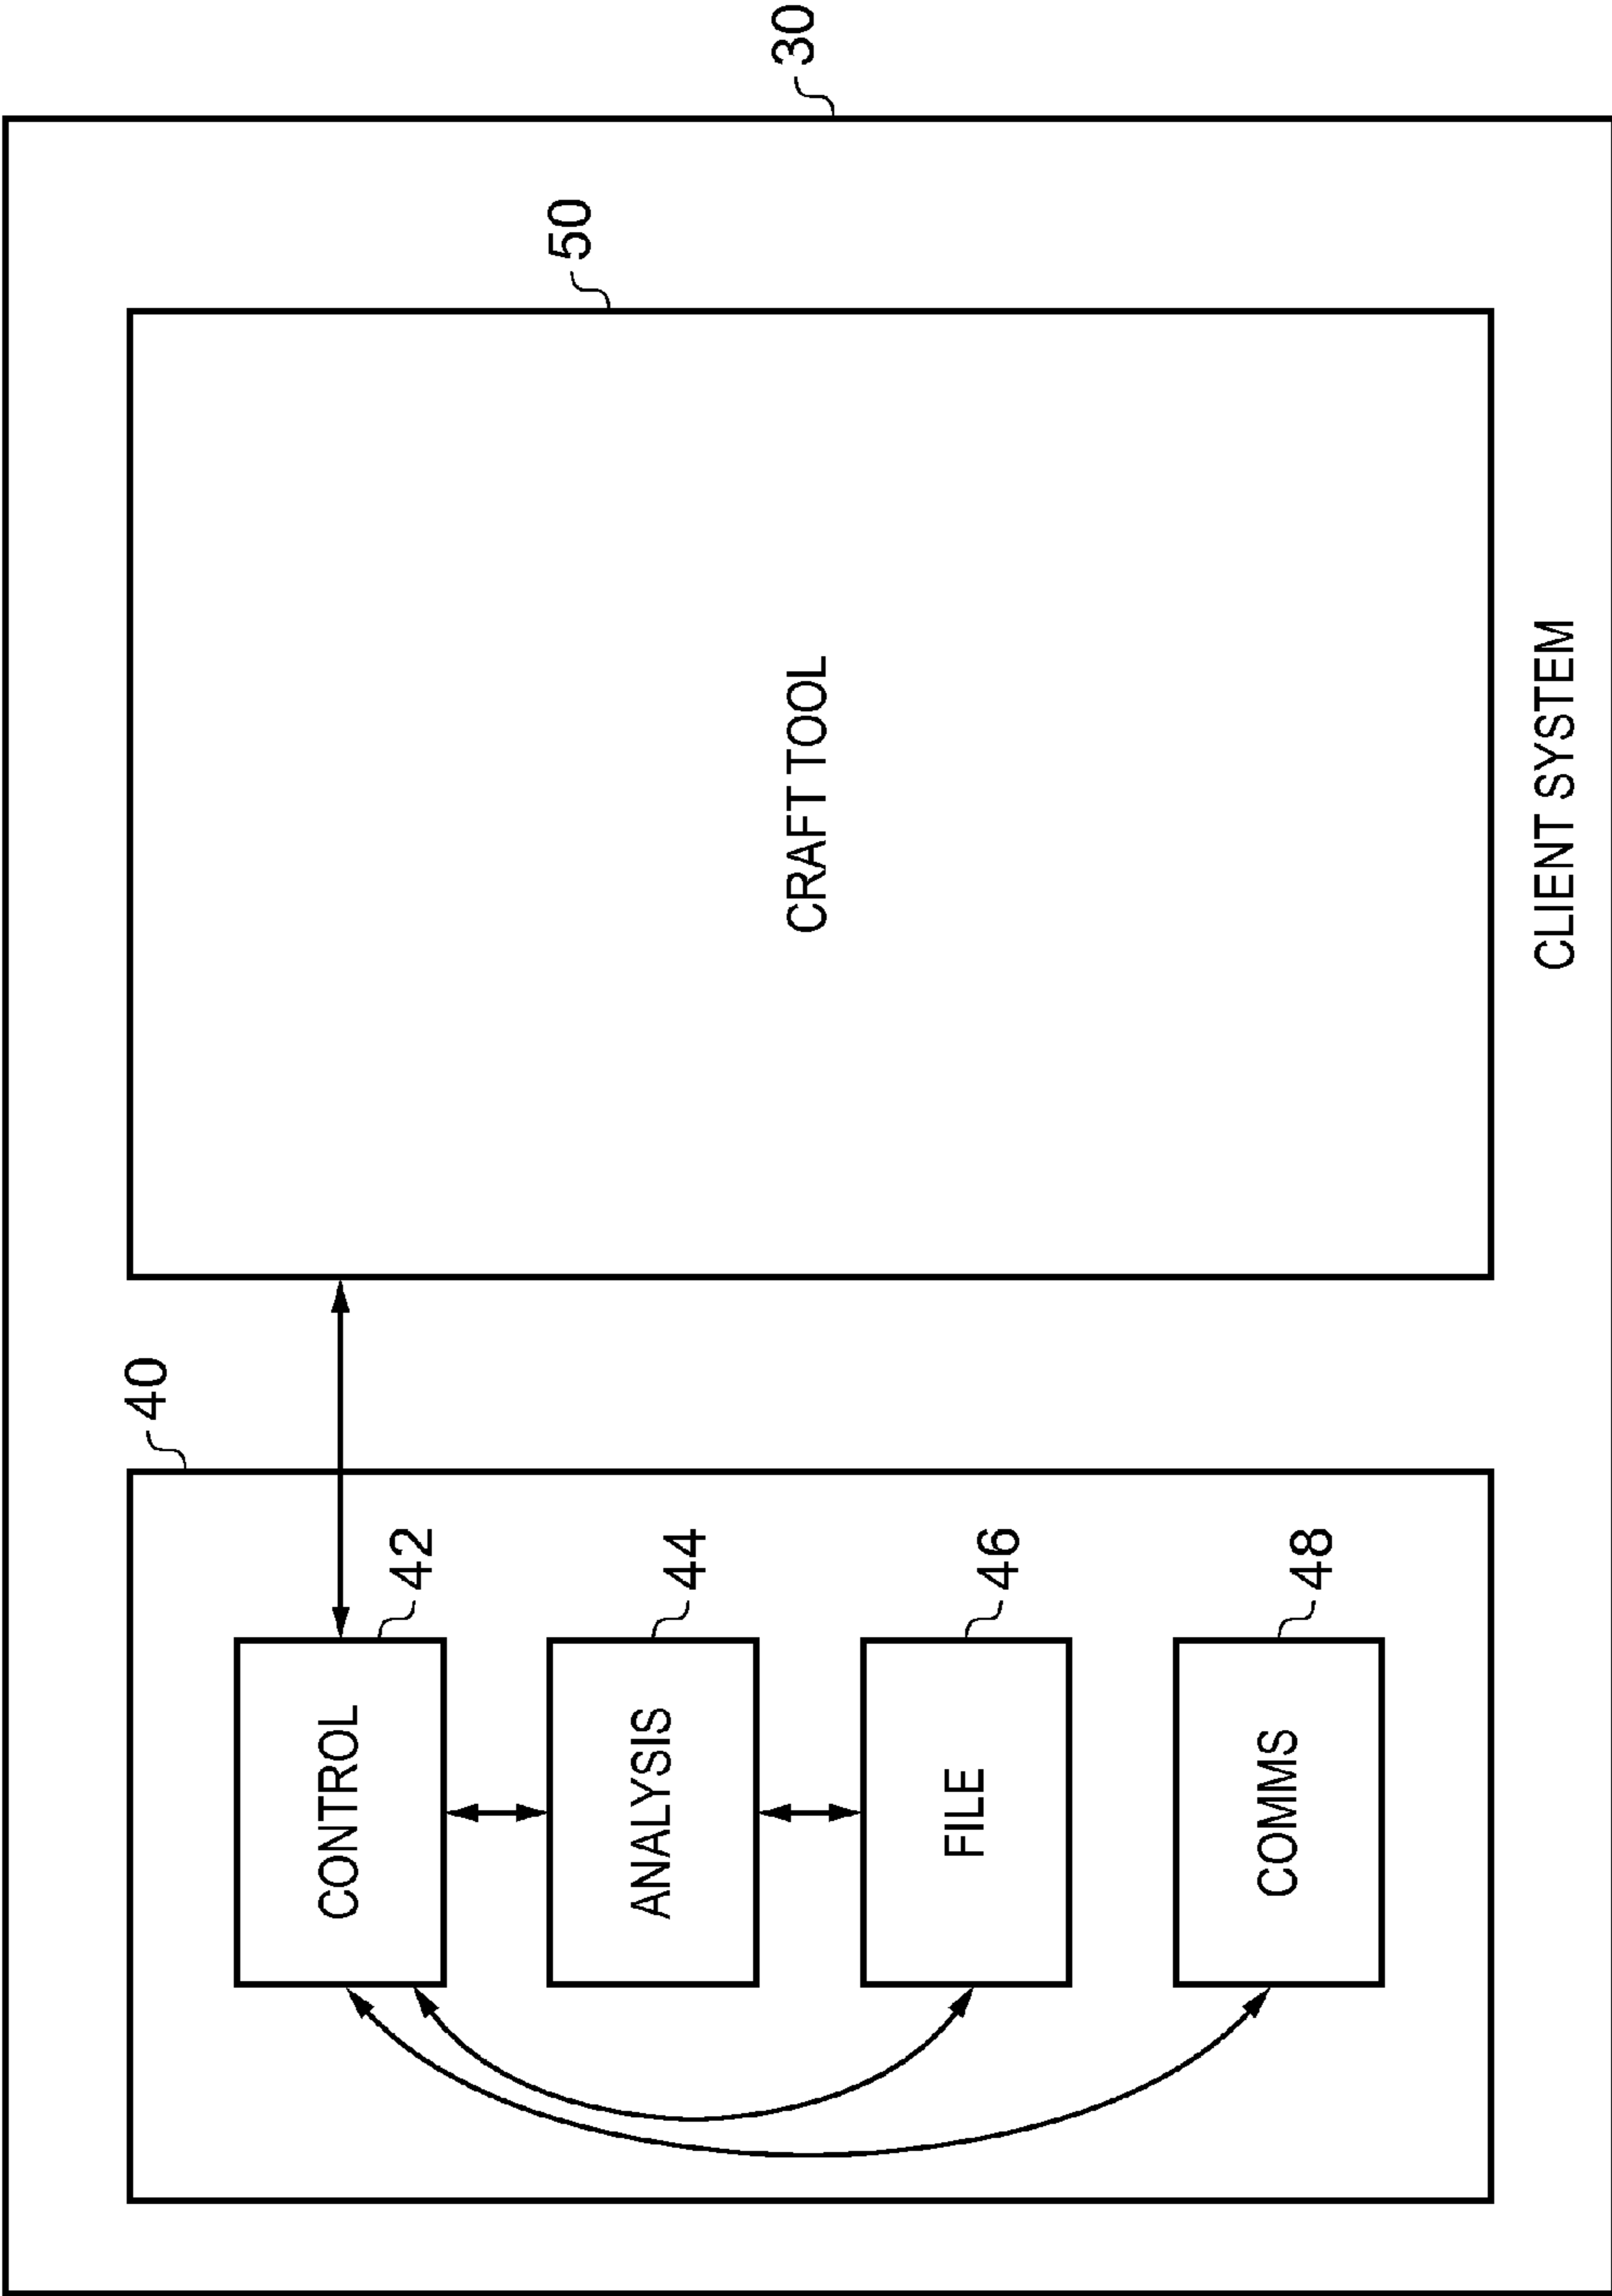 30
40
50
CONTROL
42
ANALYSIS
44
FILE
46
COMMS
48
CRAFT TOOL
CLIENT SYSTEM